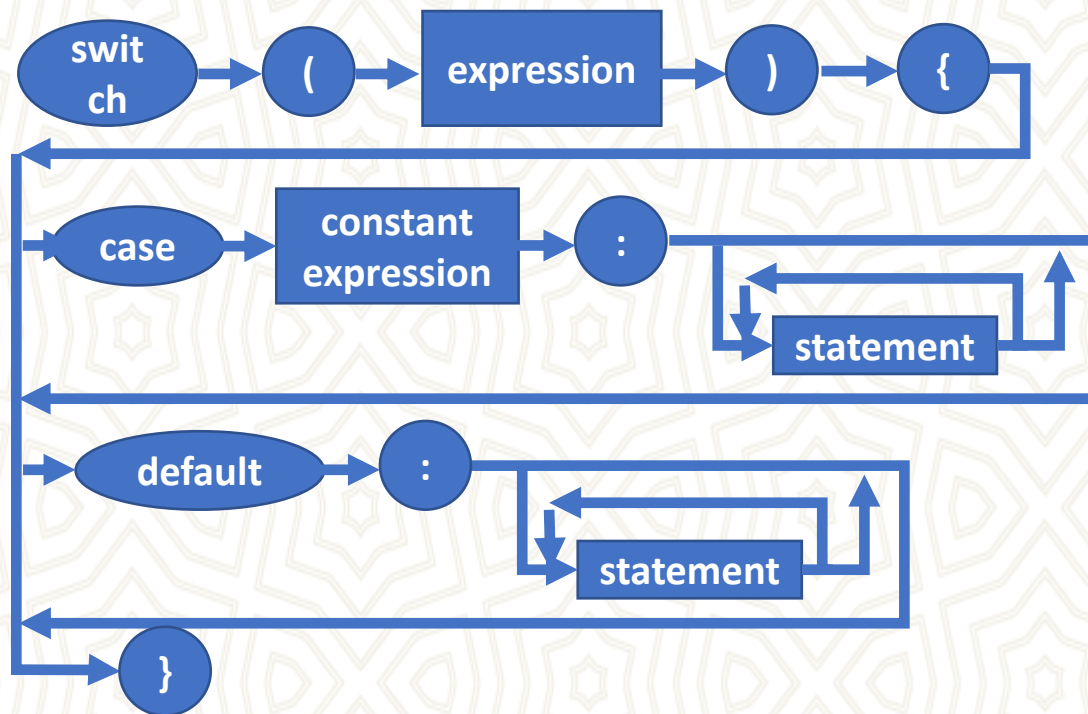 swit
ch
(
expression
)
{
case
constant
expression
:
statement
default
:
statement
}